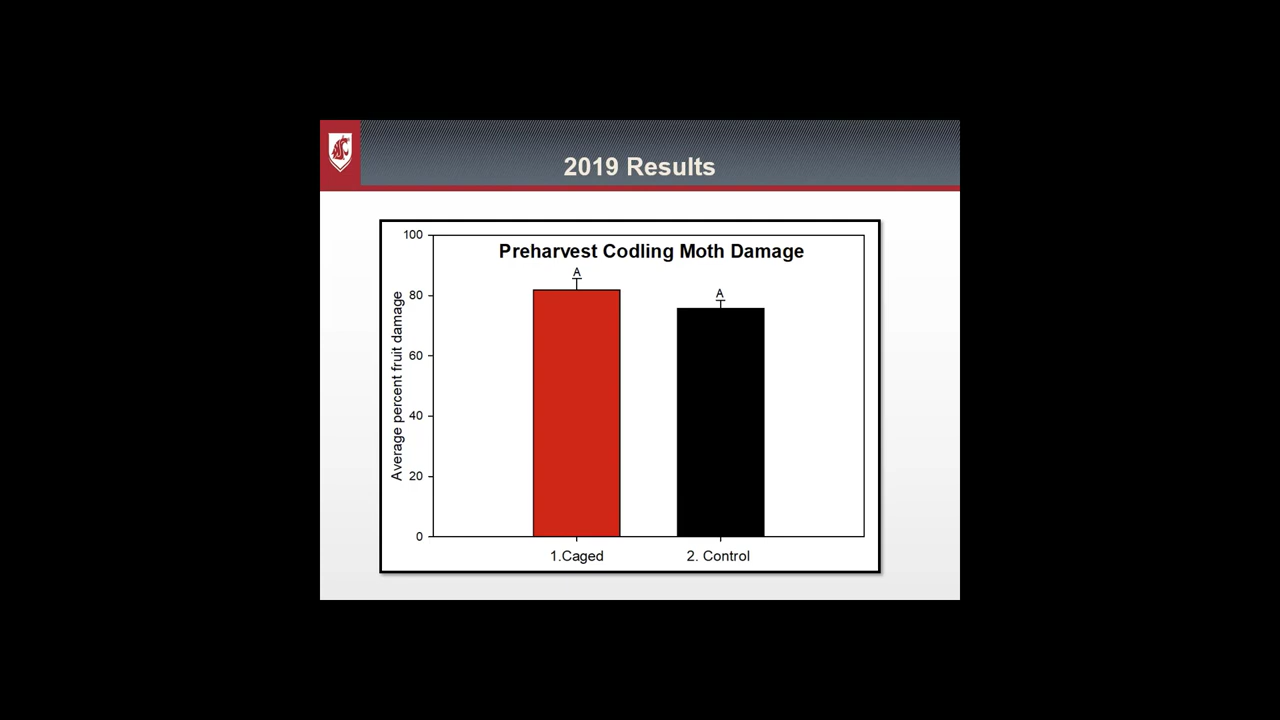 2019 Results
Preharvest Codling Moth Damage
Average percent fruit damage
100
80
60
40
20
0
A
A
1.Caged
2. Control